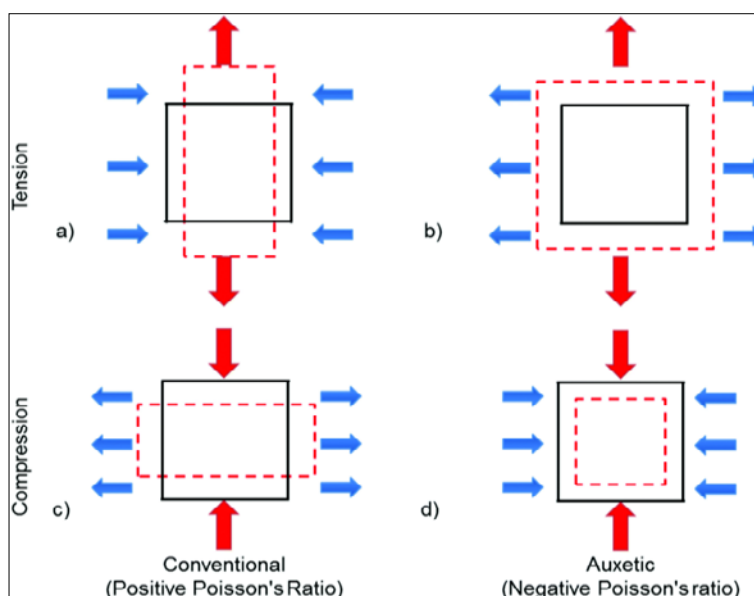 Tension
a)
b)
Compression
c)
d)
Conventional
(Positive Poisson's Ratio)
Auxetic
(Negative Poisson's ratio)